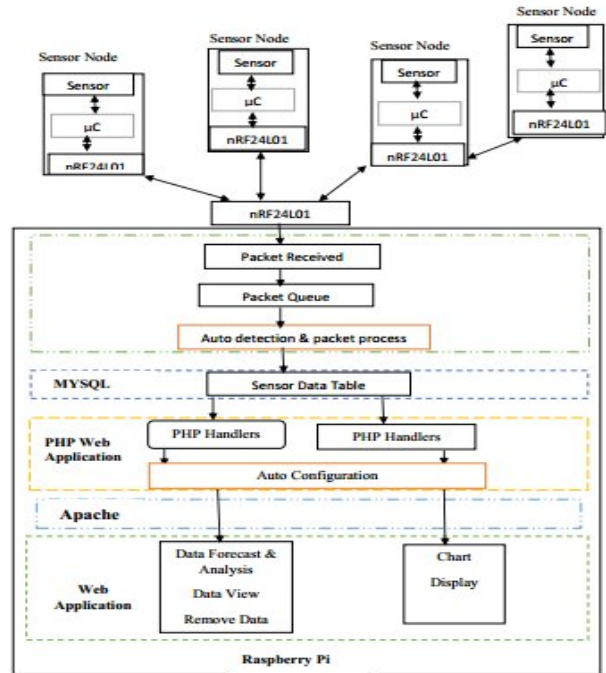 Sensor Node
Sensor
µC
nRF24L01
Sensor Node
Sensor
µC
nRF24L01
Sensor Node
Sensor
µC
nRF24L01
Sensor Node
Sensor
µC
nRF24L01
nRF24L01
Packet Received
Packet Queue
Auto detection & packet process
MYSQL
Sensor Data Table
PHP Web
Application
PHP Handlers
PHP Handlers
Auto Configuration
Apache
Web
Application
Data Forecast &
Analysis
Data View
Remove Data
Chart
Display
Raspberry Pi